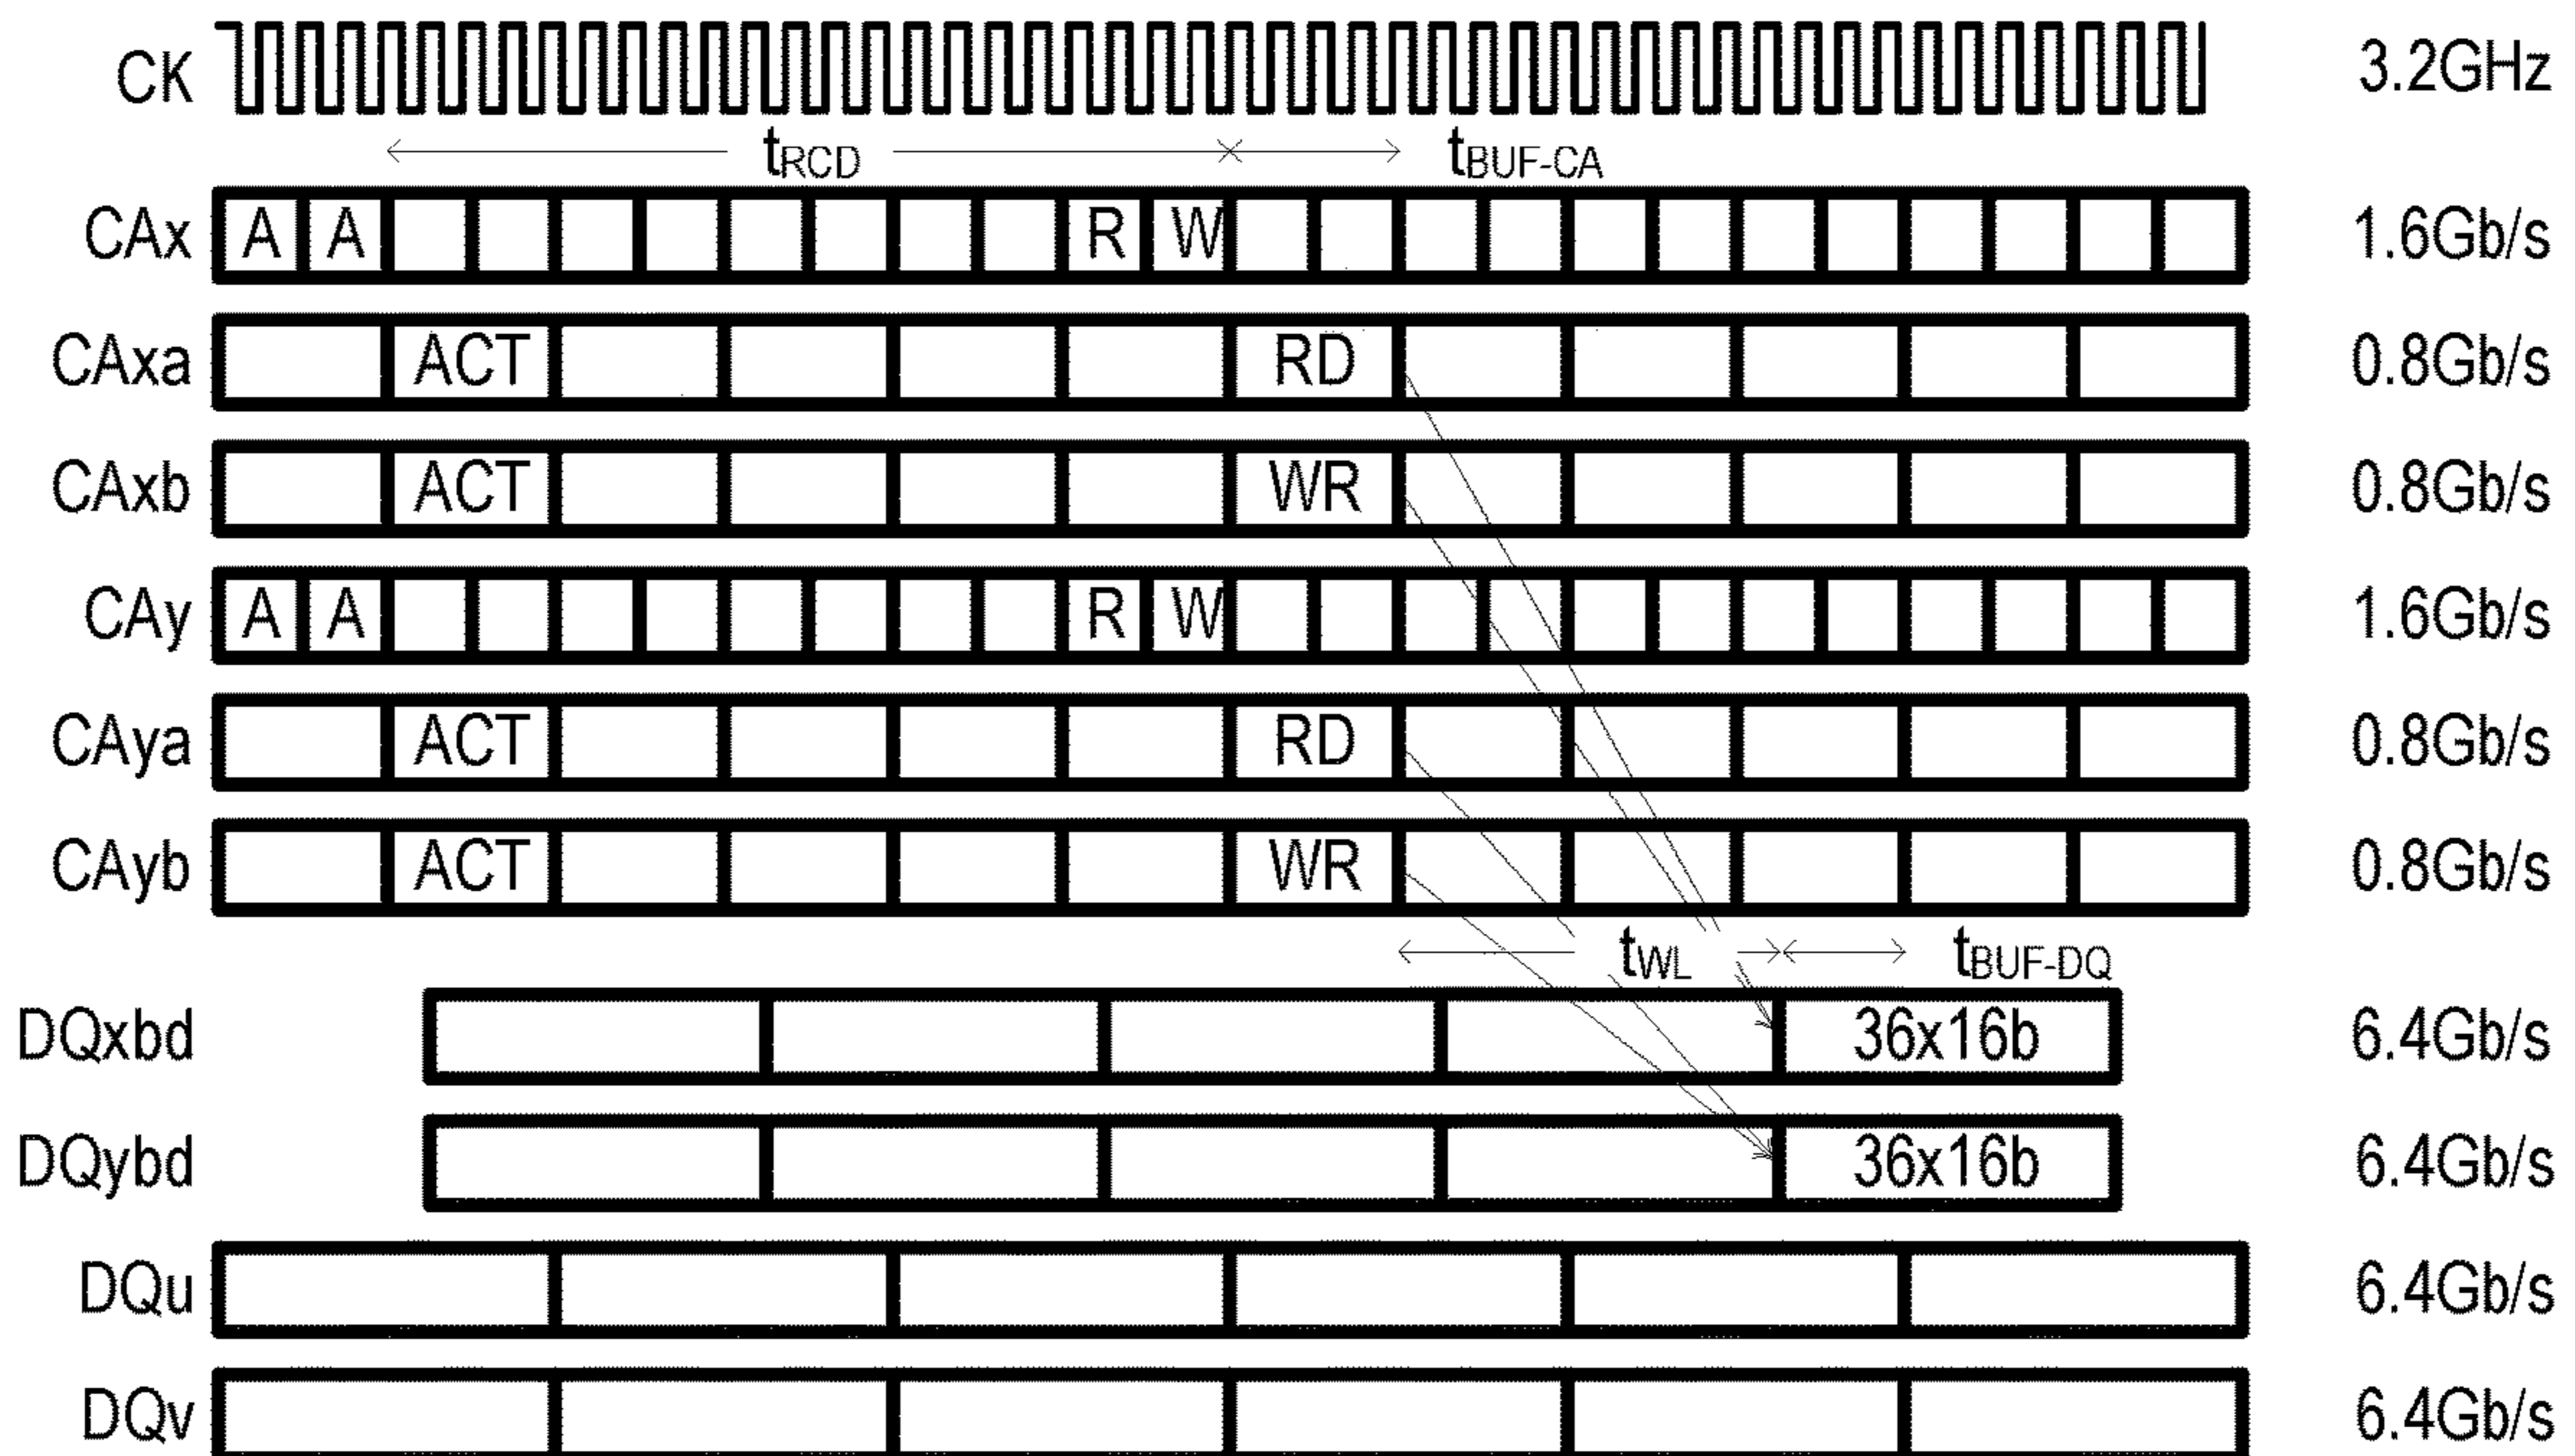 CK 3.2GHz
tRCD tBUF-CA
CAx A A R W 1.6Gb/s
CAxa ACT RD 0.8Gb/s
CAxb ACT WR 0.8Gb/s
CAy A A R W 1.6Gb/s
CAya ACT RD 0.8Gb/s
CAyb ACT WR 0.8Gb/s
tWL tBUF-DQ
DQxbd 36x16b 6.4Gb/s
DQybd 36x16b 6.4Gb/s
DQu 6.4Gb/s
DQv 6.4Gb/s